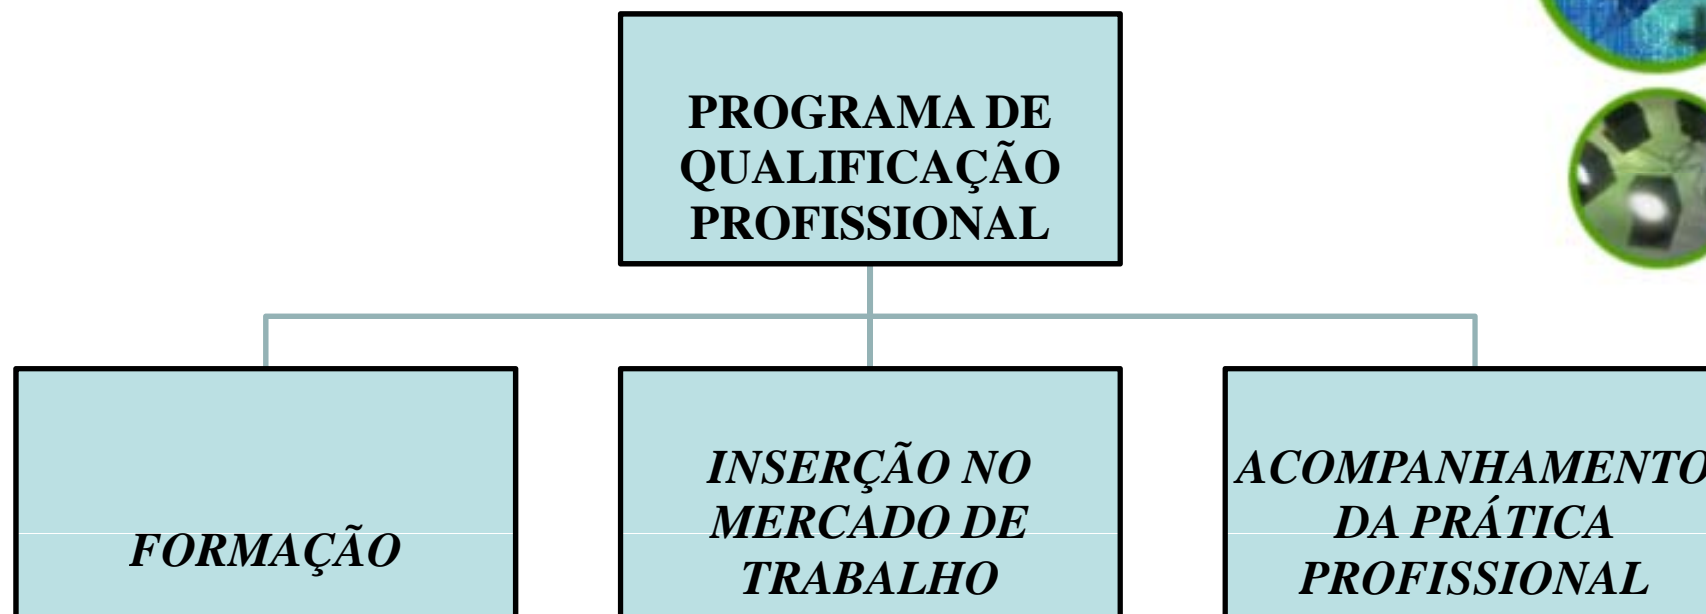 PROGRAMA DE
QUALIFICAÇÃO
PROFISSIONAL
FORMAÇÃO
INSERÇÃO NO
MERCADO DE
TRABALHO
ACOMPANHAMENTO
DA PRÁTICA
PROFISSIONAL